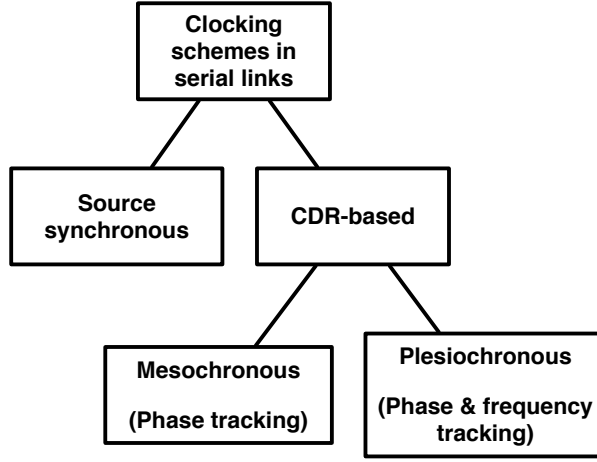 Clocking
schemes in
serial links
Source
synchronous
CDR-based
Mesochronous
(Phase tracking)
Plesiochronous
(Phase & frequency
tracking)